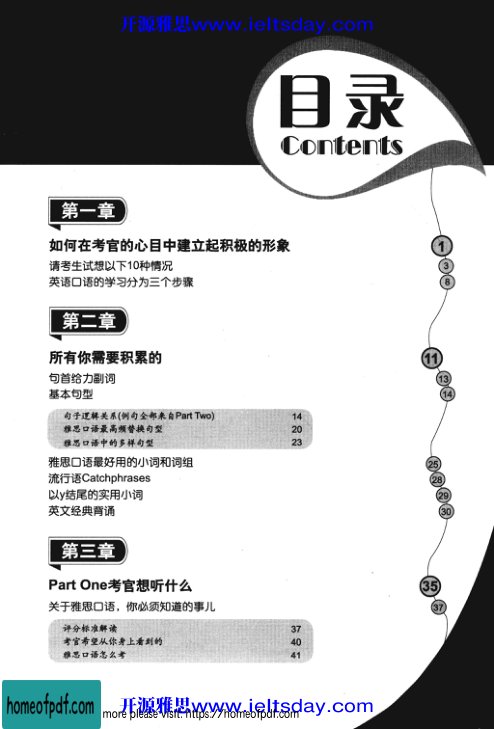 开源雅思www.ieltsday.com
目录
Contents
第一章
如何在考官的心目中建立起积极的形象 1
请考生试想以下10种情况 3
英语口语的学习分为三个步骤 8
第二章
所有你需要积累的 11
句首给力副词 13
基本句型 14
句子逻辑关系(例句全部来自Part Two) 14
雅思口语最高频替换句型 20
雅思口语中的多样句型 23
雅思口语最好用的小词和词组 25
流行语Catchphrases 28
以y结尾的实用小词 29
英文经典背诵 30
第三章
Part One考官想听什么 35
关于雅思口语，你必须知道的事儿 37
评分标准解读 37
考官希望从你身上看到的 40
雅思口语怎么考 41
homeofpdf.com
开源雅思www.ieltsday.com
more please visit: https://homeofpdf.com